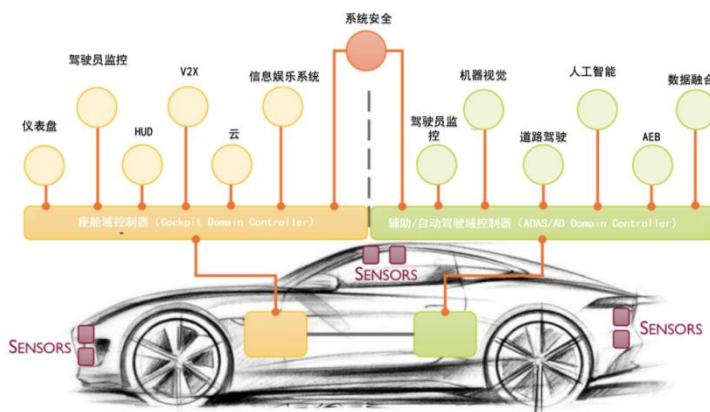 系统安全
驾驶员监控
V2X
信息娱乐系统
机器视觉
人工智能
数据融合
仪表盘
HUD
云
驾驶员监
控
道路驾驶
AEB
座舱域控制器（Cockpit Domain Controller）
辅助/自动驾驶域控制器（ADAS/AD Domain Controller）
SENSORS
SENSORS
SENSORS